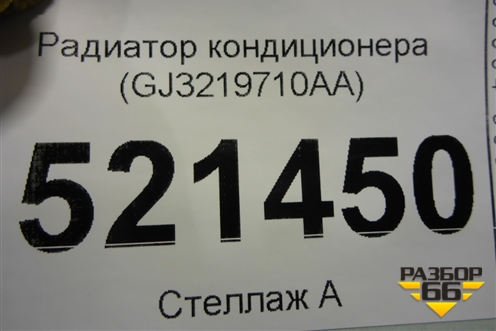 Радиатор кондиционера
(GJ3219710AA)
521450
Стеллаж А
РАЗБОР
66